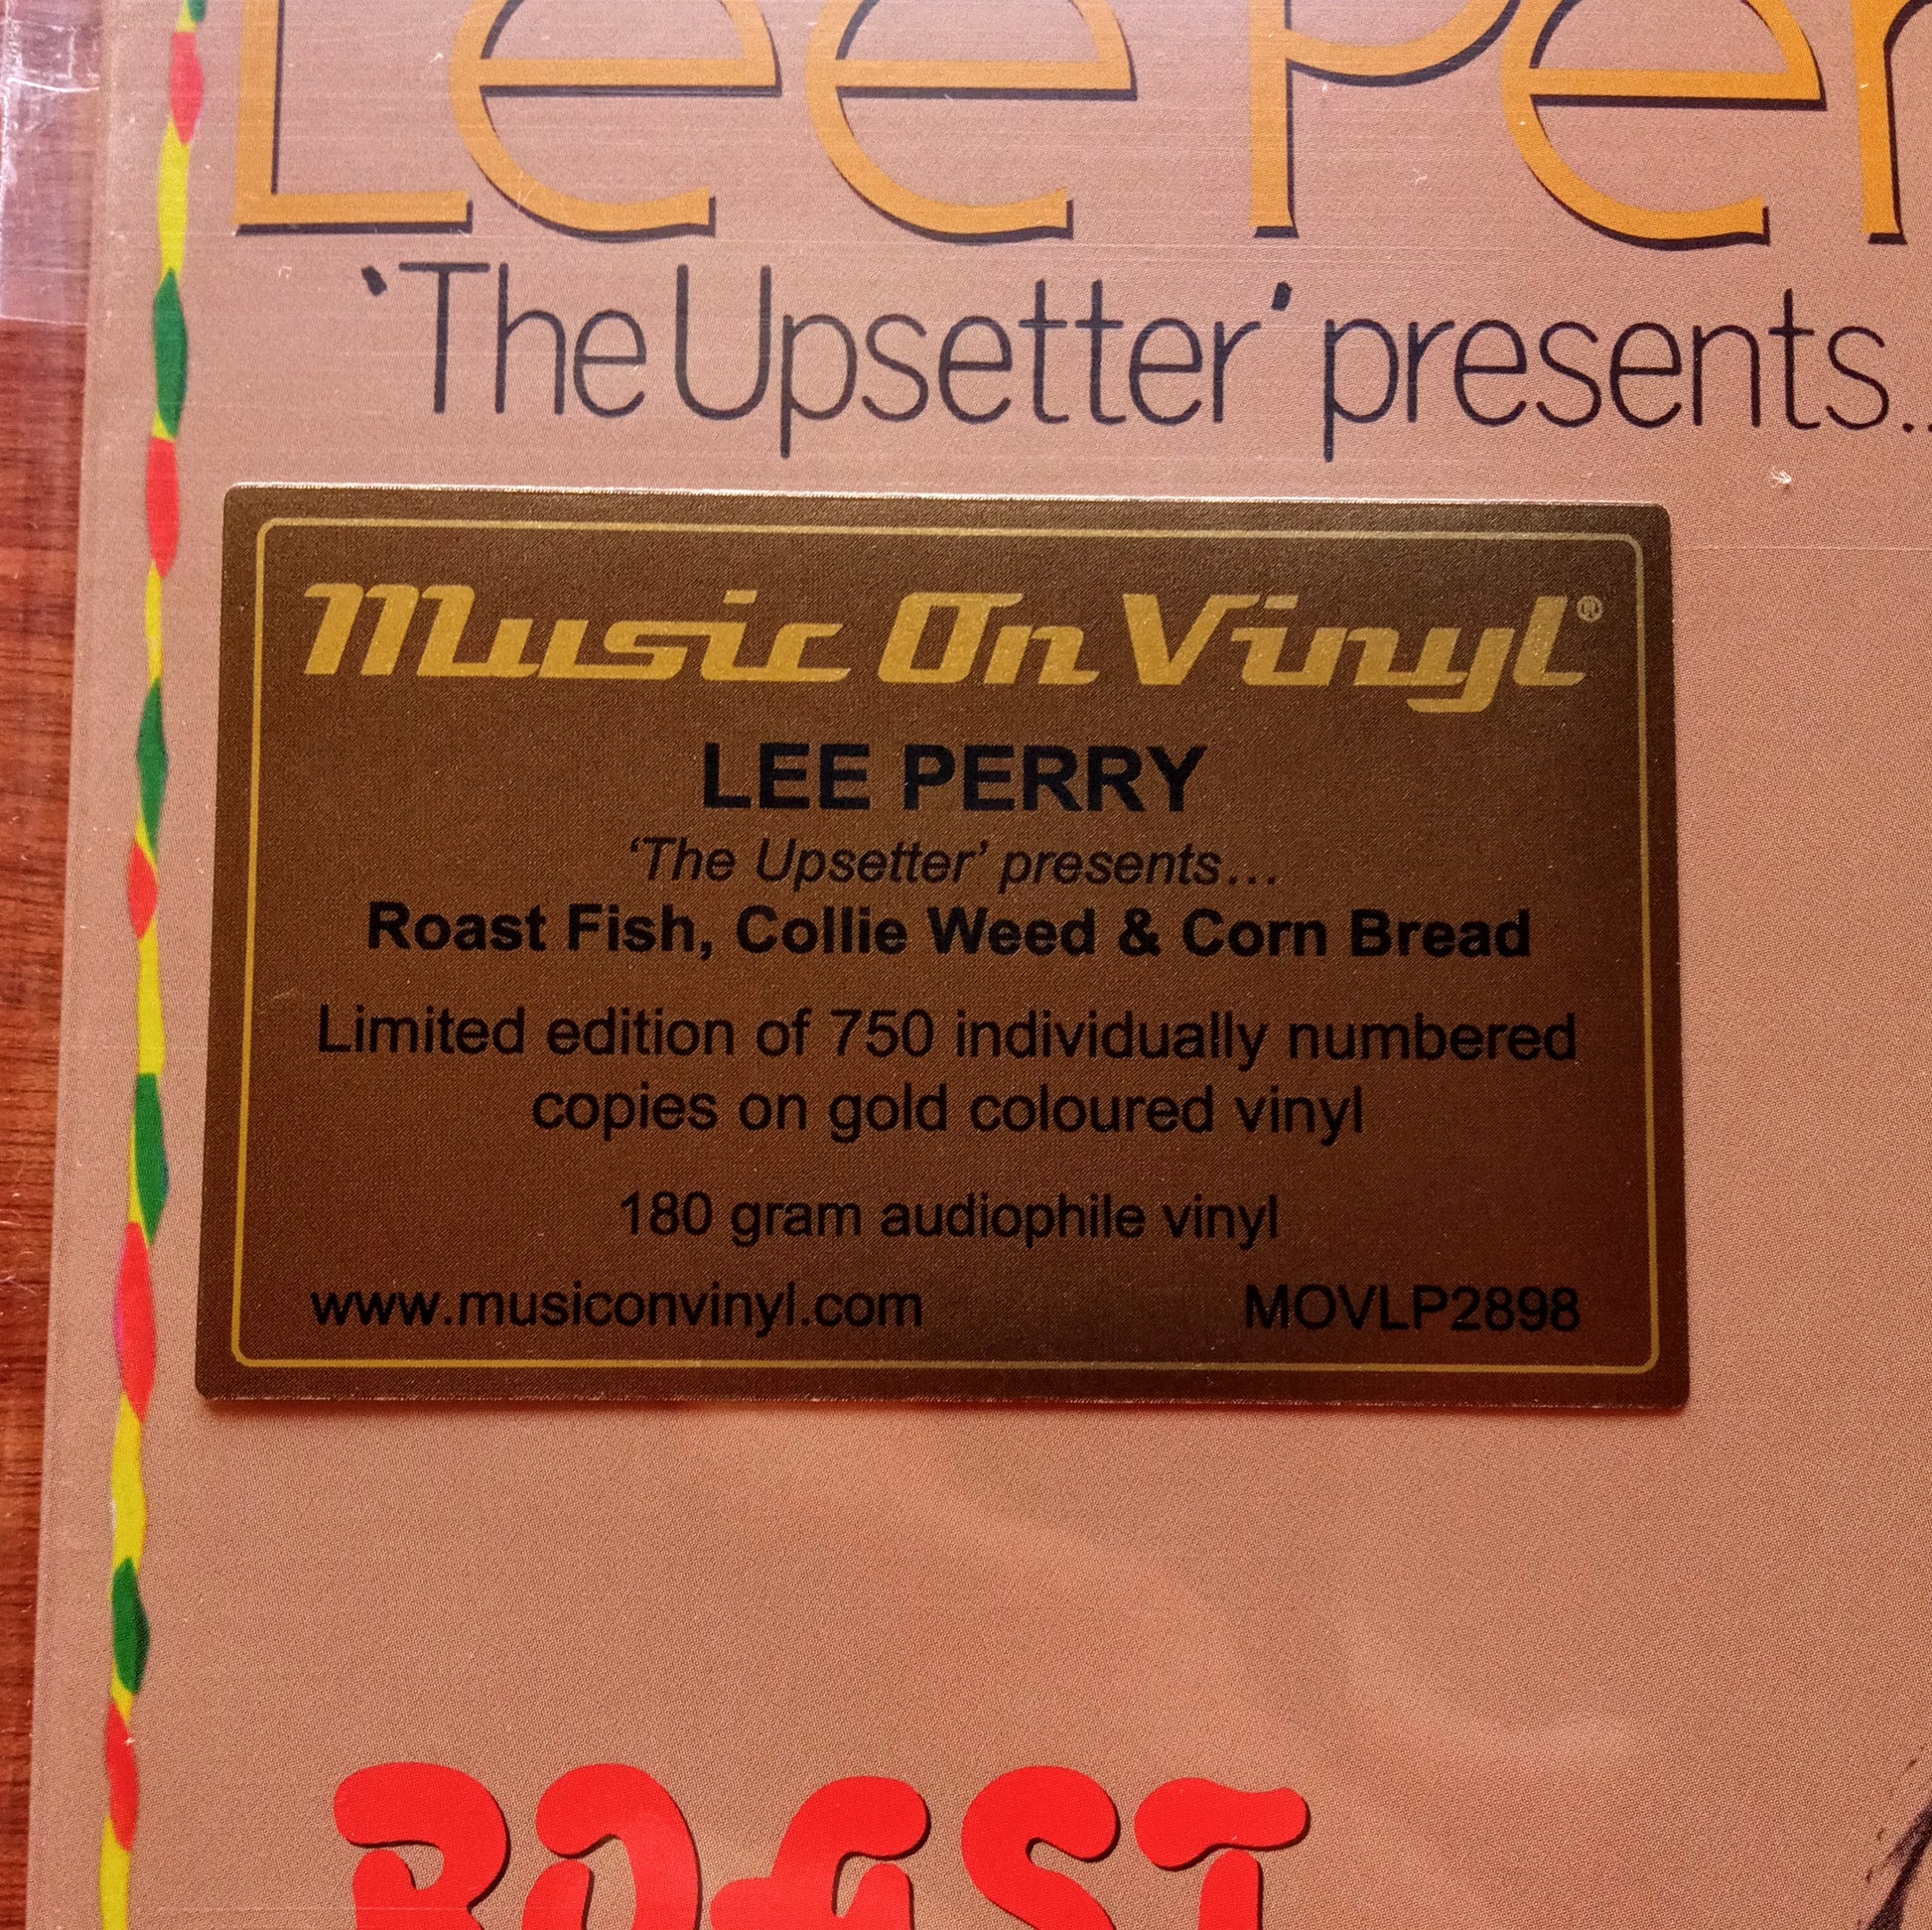 Lee Per
‘The Upsetter’ presents..
Music On Vinyl®
LEE PERRY
‘The Upsetter’ presents…
Roast Fish, Collie Weed & Corn Bread
Limited edition of 750 individually numbered
copies on gold coloured vinyl
180 gram audiophile vinyl
www.musiconvinyl.com MOVLP2898
ROAST